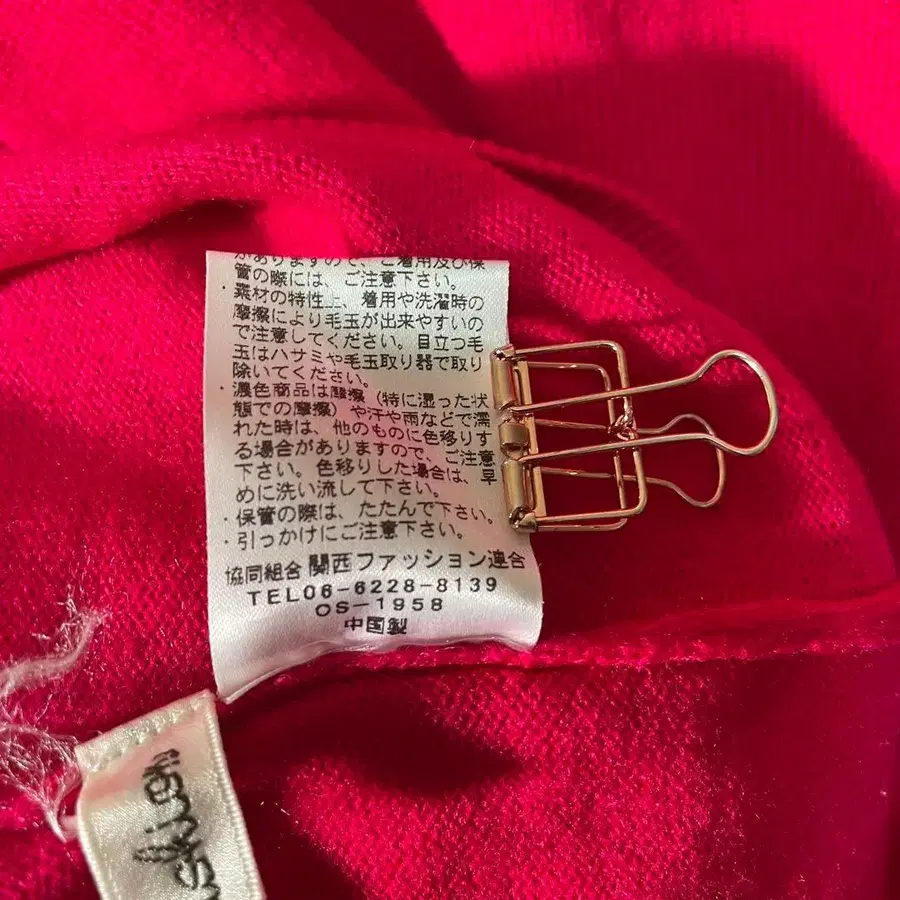 がありますので、ご着用及び保
管の際には、ご注意下さい。
・素材の特性上、着用や洗濯時の
摩擦により毛玉が出来やすいの
で注意してください。目立つ毛
玉はハサミや毛玉取り器で取り
除いてください。
・濃色商品は摩擦（特に湿った状
態での摩擦）や汗や雨などで濡
れた時は、他のものに色移りす
る場合がありますので、ご注意
下さい。色移りした場合は、早
めに洗い流して下さい。
・保管の際は、たたんで下さい。
・引っかけにご注意下さい。
協同組合 関西ファッション連合
TEL06-6228-8139
OS-1958
中国製